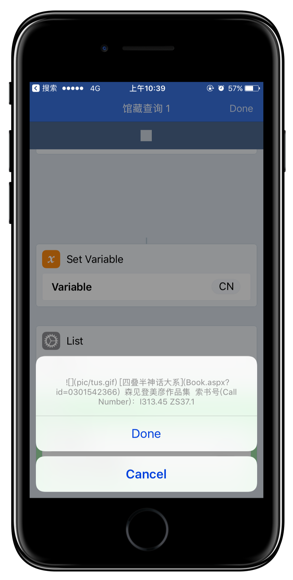 搜索 4G 上午10:39 57%
馆藏查询 1 Done
x Set Variable
Variable CN
List
![](pic/tus.gif) [四叠半神话大系](Book.aspx?
id=0301542366) 森见登美彦作品集 索书号(Call
Number)：I313.45 ZS37.1
Done
Cancel